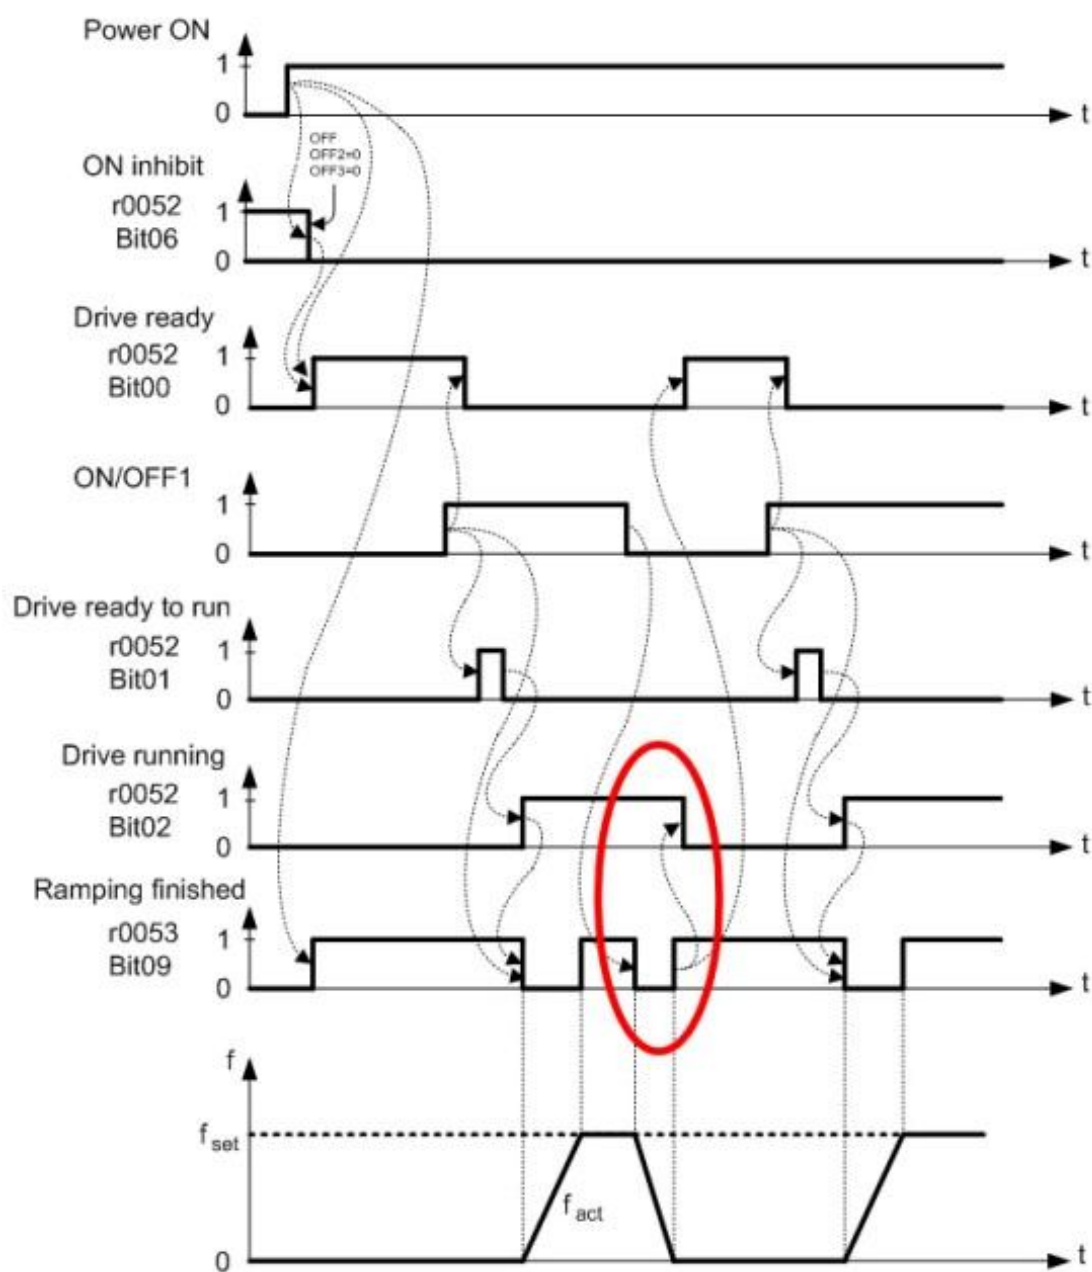 Power ON
1
0
t
OFF
OFF2=0
OFF3=0
ON inhibit
r0052
Bit06
1
0
t
Drive ready
r0052
Bit00
1
0
t
ON/OFF1
1
0
t
Drive ready to run
r0052
Bit01
1
0
t
Drive running
r0052
Bit02
1
0
t
Ramping finished
r0053
Bit09
1
0
t
f
f set
f act
0
t